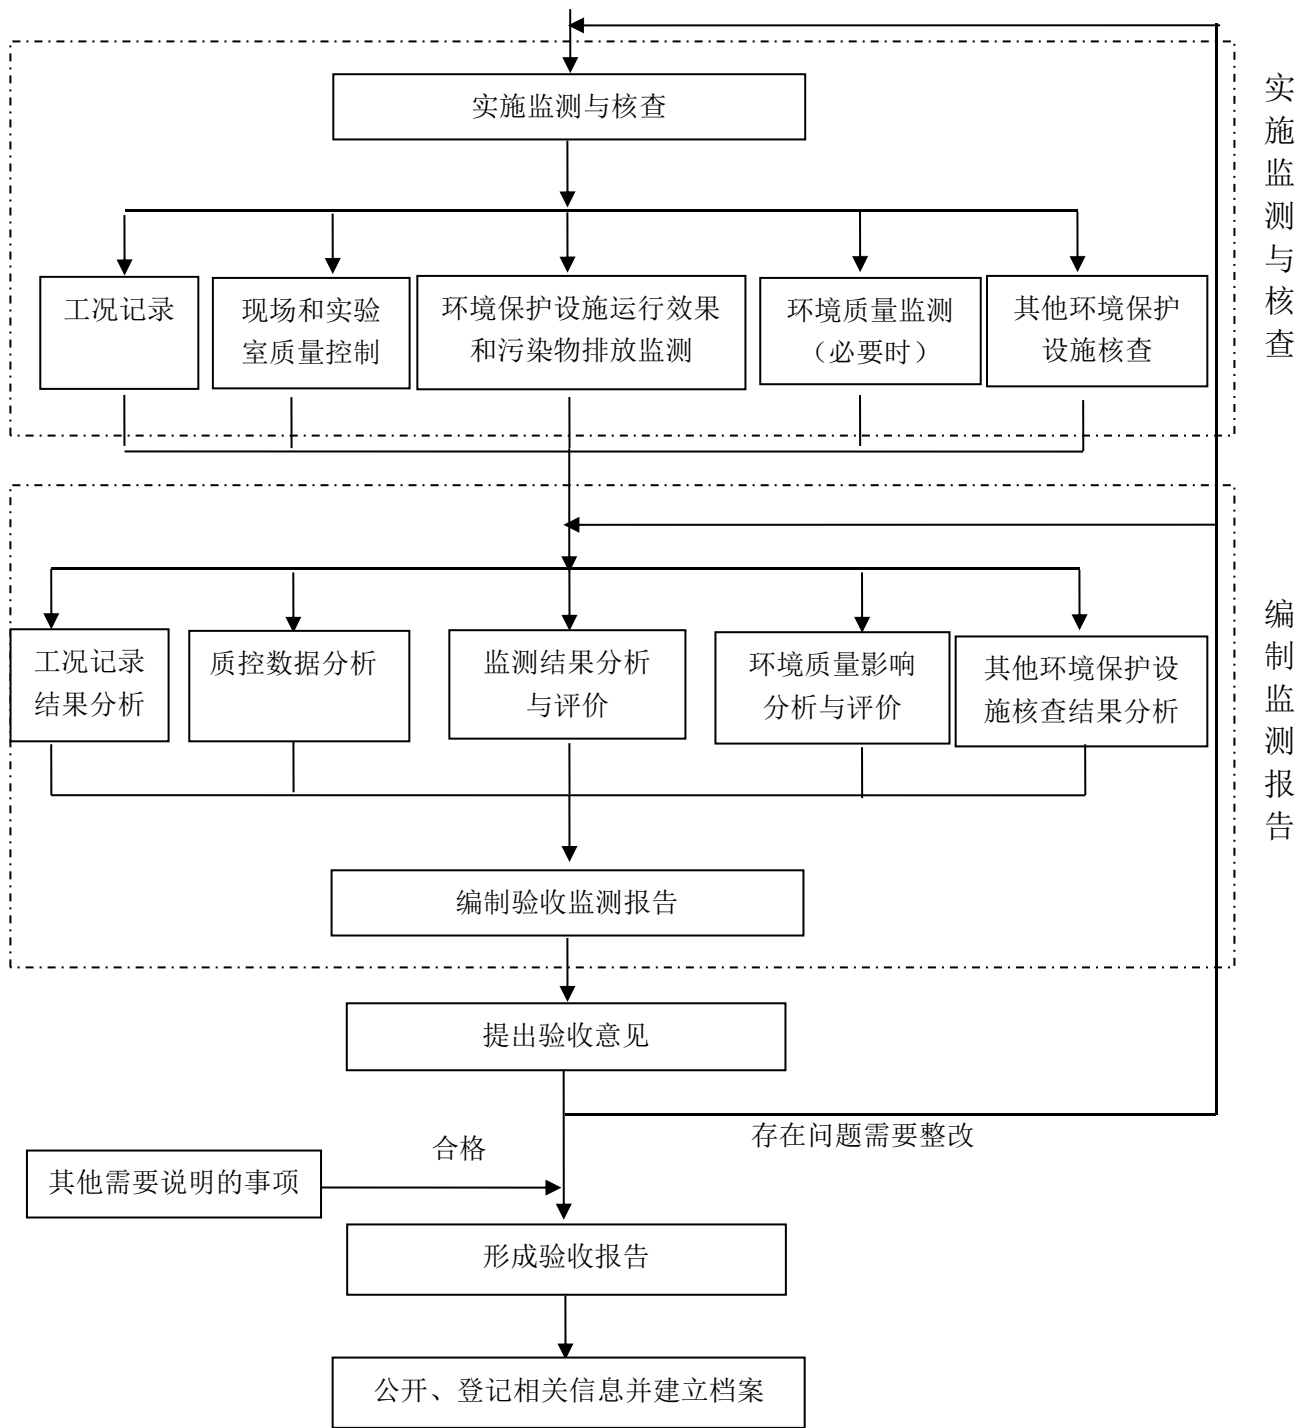 实施监测与核查
实施监测与核查
工况记录
现场和实验
室质量控制
环境保护设施运行效果
和污染物排放监测
环境质量监测
（必要时）
其他环境保护
设施核查
编制监测报告
工况记录
结果分析
质控数据分析
监测结果分析
与评价
环境质量影响
分析与评价
其他环境保护设
施核查结果分析
编制验收监测报告
提出验收意见
合格
存在问题需要整改
其他需要说明的事项
形成验收报告
公开、登记相关信息并建立档案